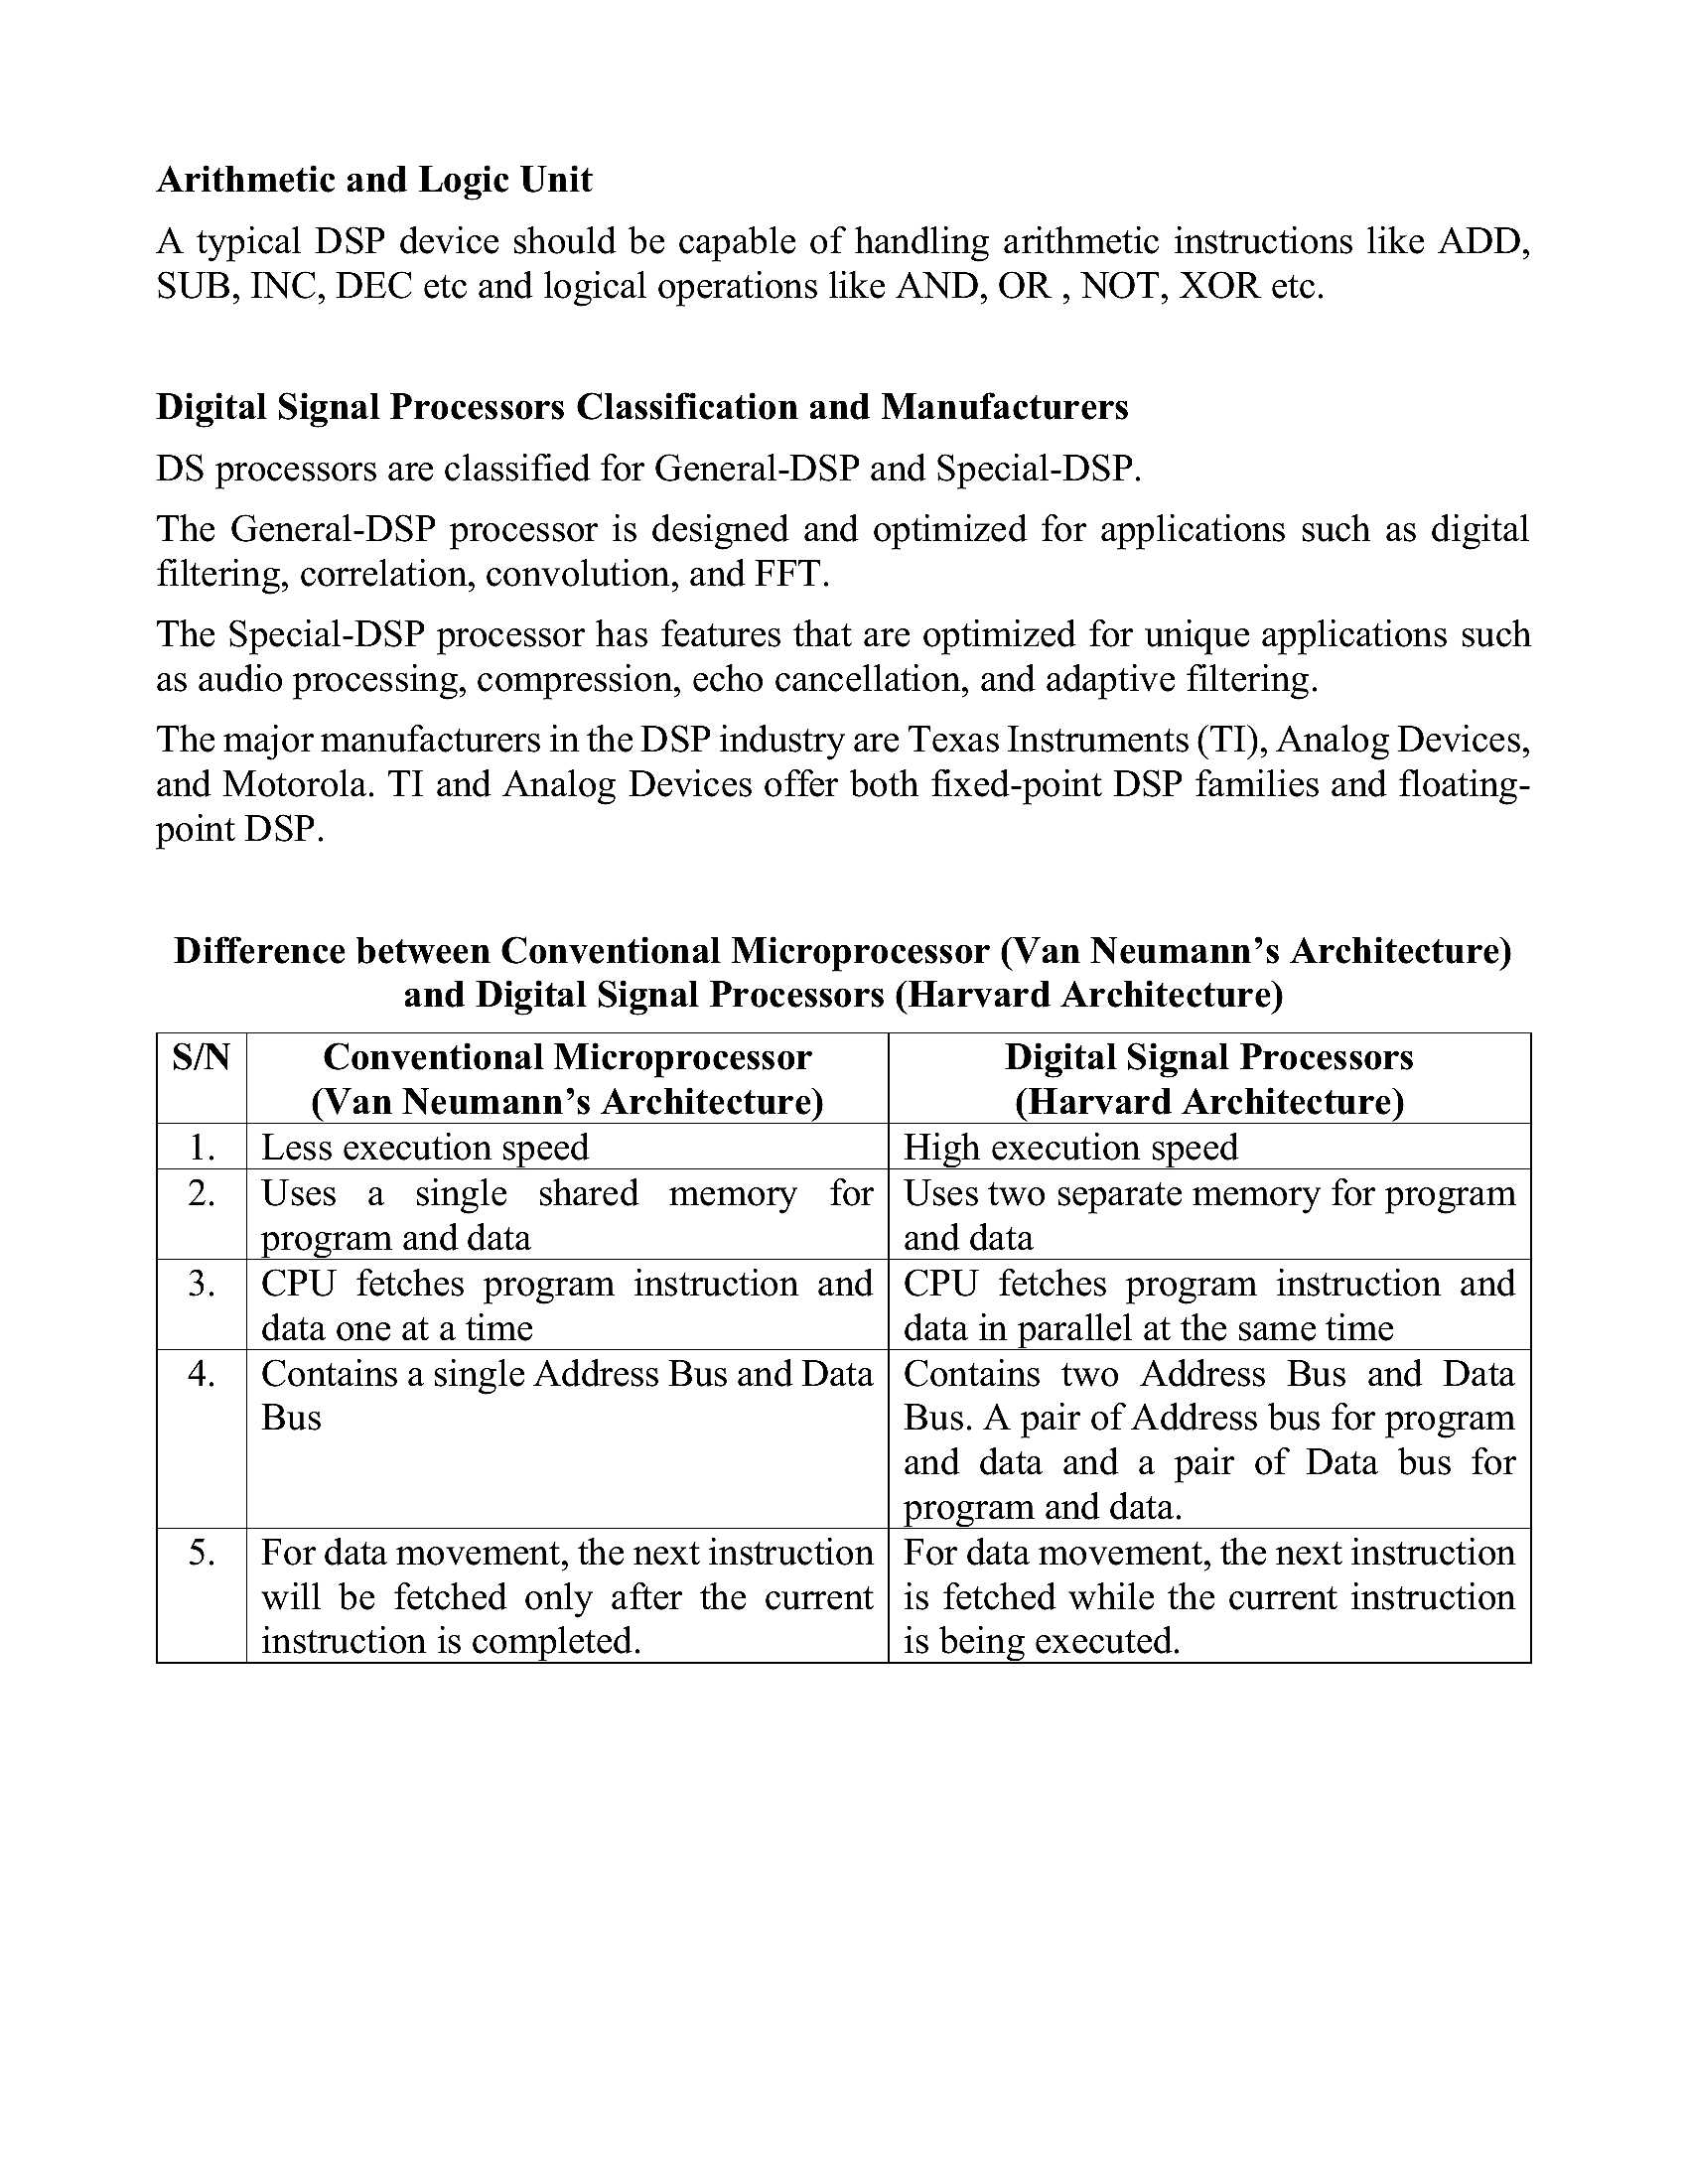 Arithmetic and Logic Unit
A typical DSP device should be capable of handling arithmetic instructions like ADD,
SUB, INC, DEC etc and logical operations like AND, OR , NOT, XOR etc.
Digital Signal Processors Classification and Manufacturers
DS processors are classified for General-DSP and Special-DSP.
The General-DSP processor is designed and optimized for applications such as digital
filtering, correlation, convolution, and FFT.
The Special-DSP processor has features that are optimized for unique applications such
as audio processing, compression, echo cancellation, and adaptive filtering.
The major manufacturers in the DSP industry are Texas Instruments (TI), Analog Devices,
and Motorola. TI and Analog Devices offer both fixed-point DSP families and floating-
point DSP.
Difference between Conventional Microprocessor (Van Neumann’s Architecture)
and Digital Signal Processors (Harvard Architecture)
S/N
Conventional Microprocessor
(Van Neumann’s Architecture)
Digital Signal Processors
(Harvard Architecture)
1.
Less execution speed
High execution speed
2.
Uses a single shared memory for
program and data
Uses two separate memory for program
and data
3.
CPU fetches program instruction and
data one at a time
CPU fetches program instruction and
data in parallel at the same time
4.
Contains a single Address Bus and Data
Bus
Contains two Address Bus and Data
Bus. A pair of Address bus for program
and data and a pair of Data bus for
program and data.
5.
For data movement, the next instruction
will be fetched only after the current
instruction is completed.
For data movement, the next instruction
is fetched while the current instruction
is being executed.